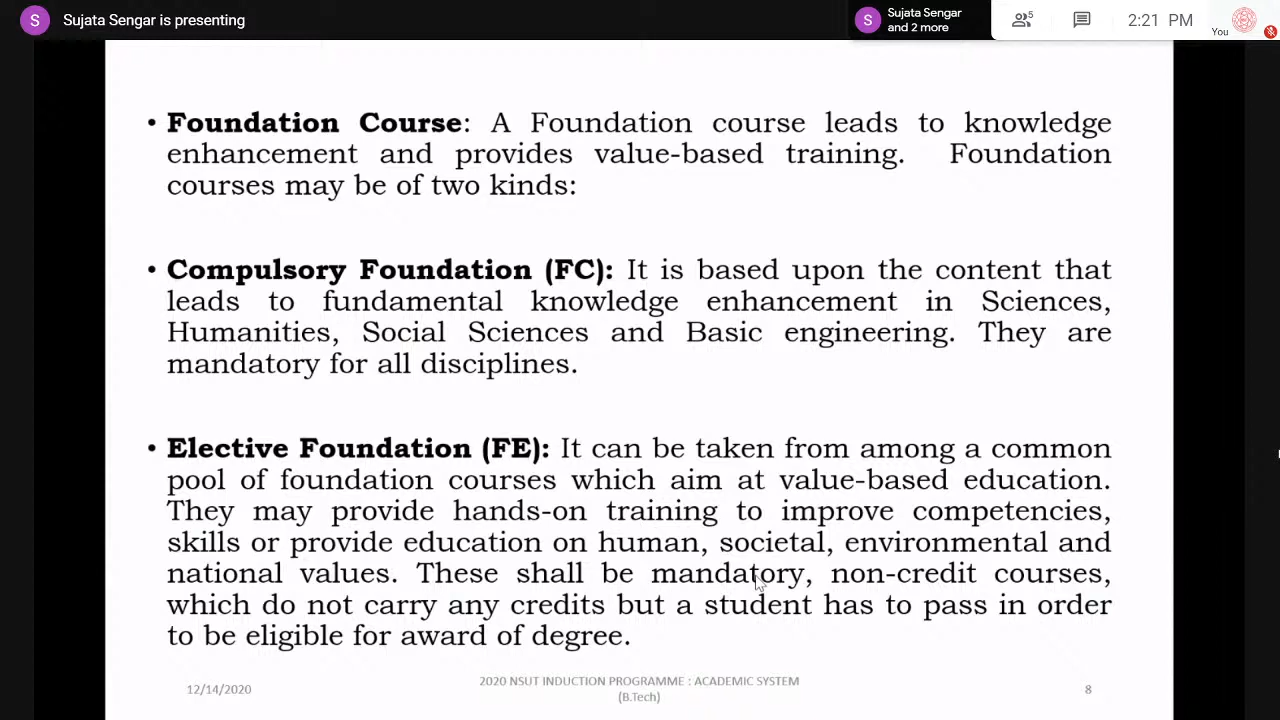 S Sujata Sengar is presenting
S Sujata Sengar
and 2 more
5
2:21 PM
You
• Foundation Course: A Foundation course leads to knowledge
enhancement and provides value-based training. Foundation
courses may be of two kinds:
• Compulsory Foundation (FC): It is based upon the content that
leads to fundamental knowledge enhancement in Sciences,
Humanities, Social Sciences and Basic engineering. They are
mandatory for all disciplines.
• Elective Foundation (FE): It can be taken from among a common
pool of foundation courses which aim at value-based education.
They may provide hands-on training to improve competencies,
skills or provide education on human, societal, environmental and
national values. These shall be mandatory, non-credit courses,
which do not carry any credits but a student has to pass in order
to be eligible for award of degree.
12/14/2020
2020 NSUT INDUCTION PROGRAMME : ACADEMIC SYSTEM
(B.Tech)
8